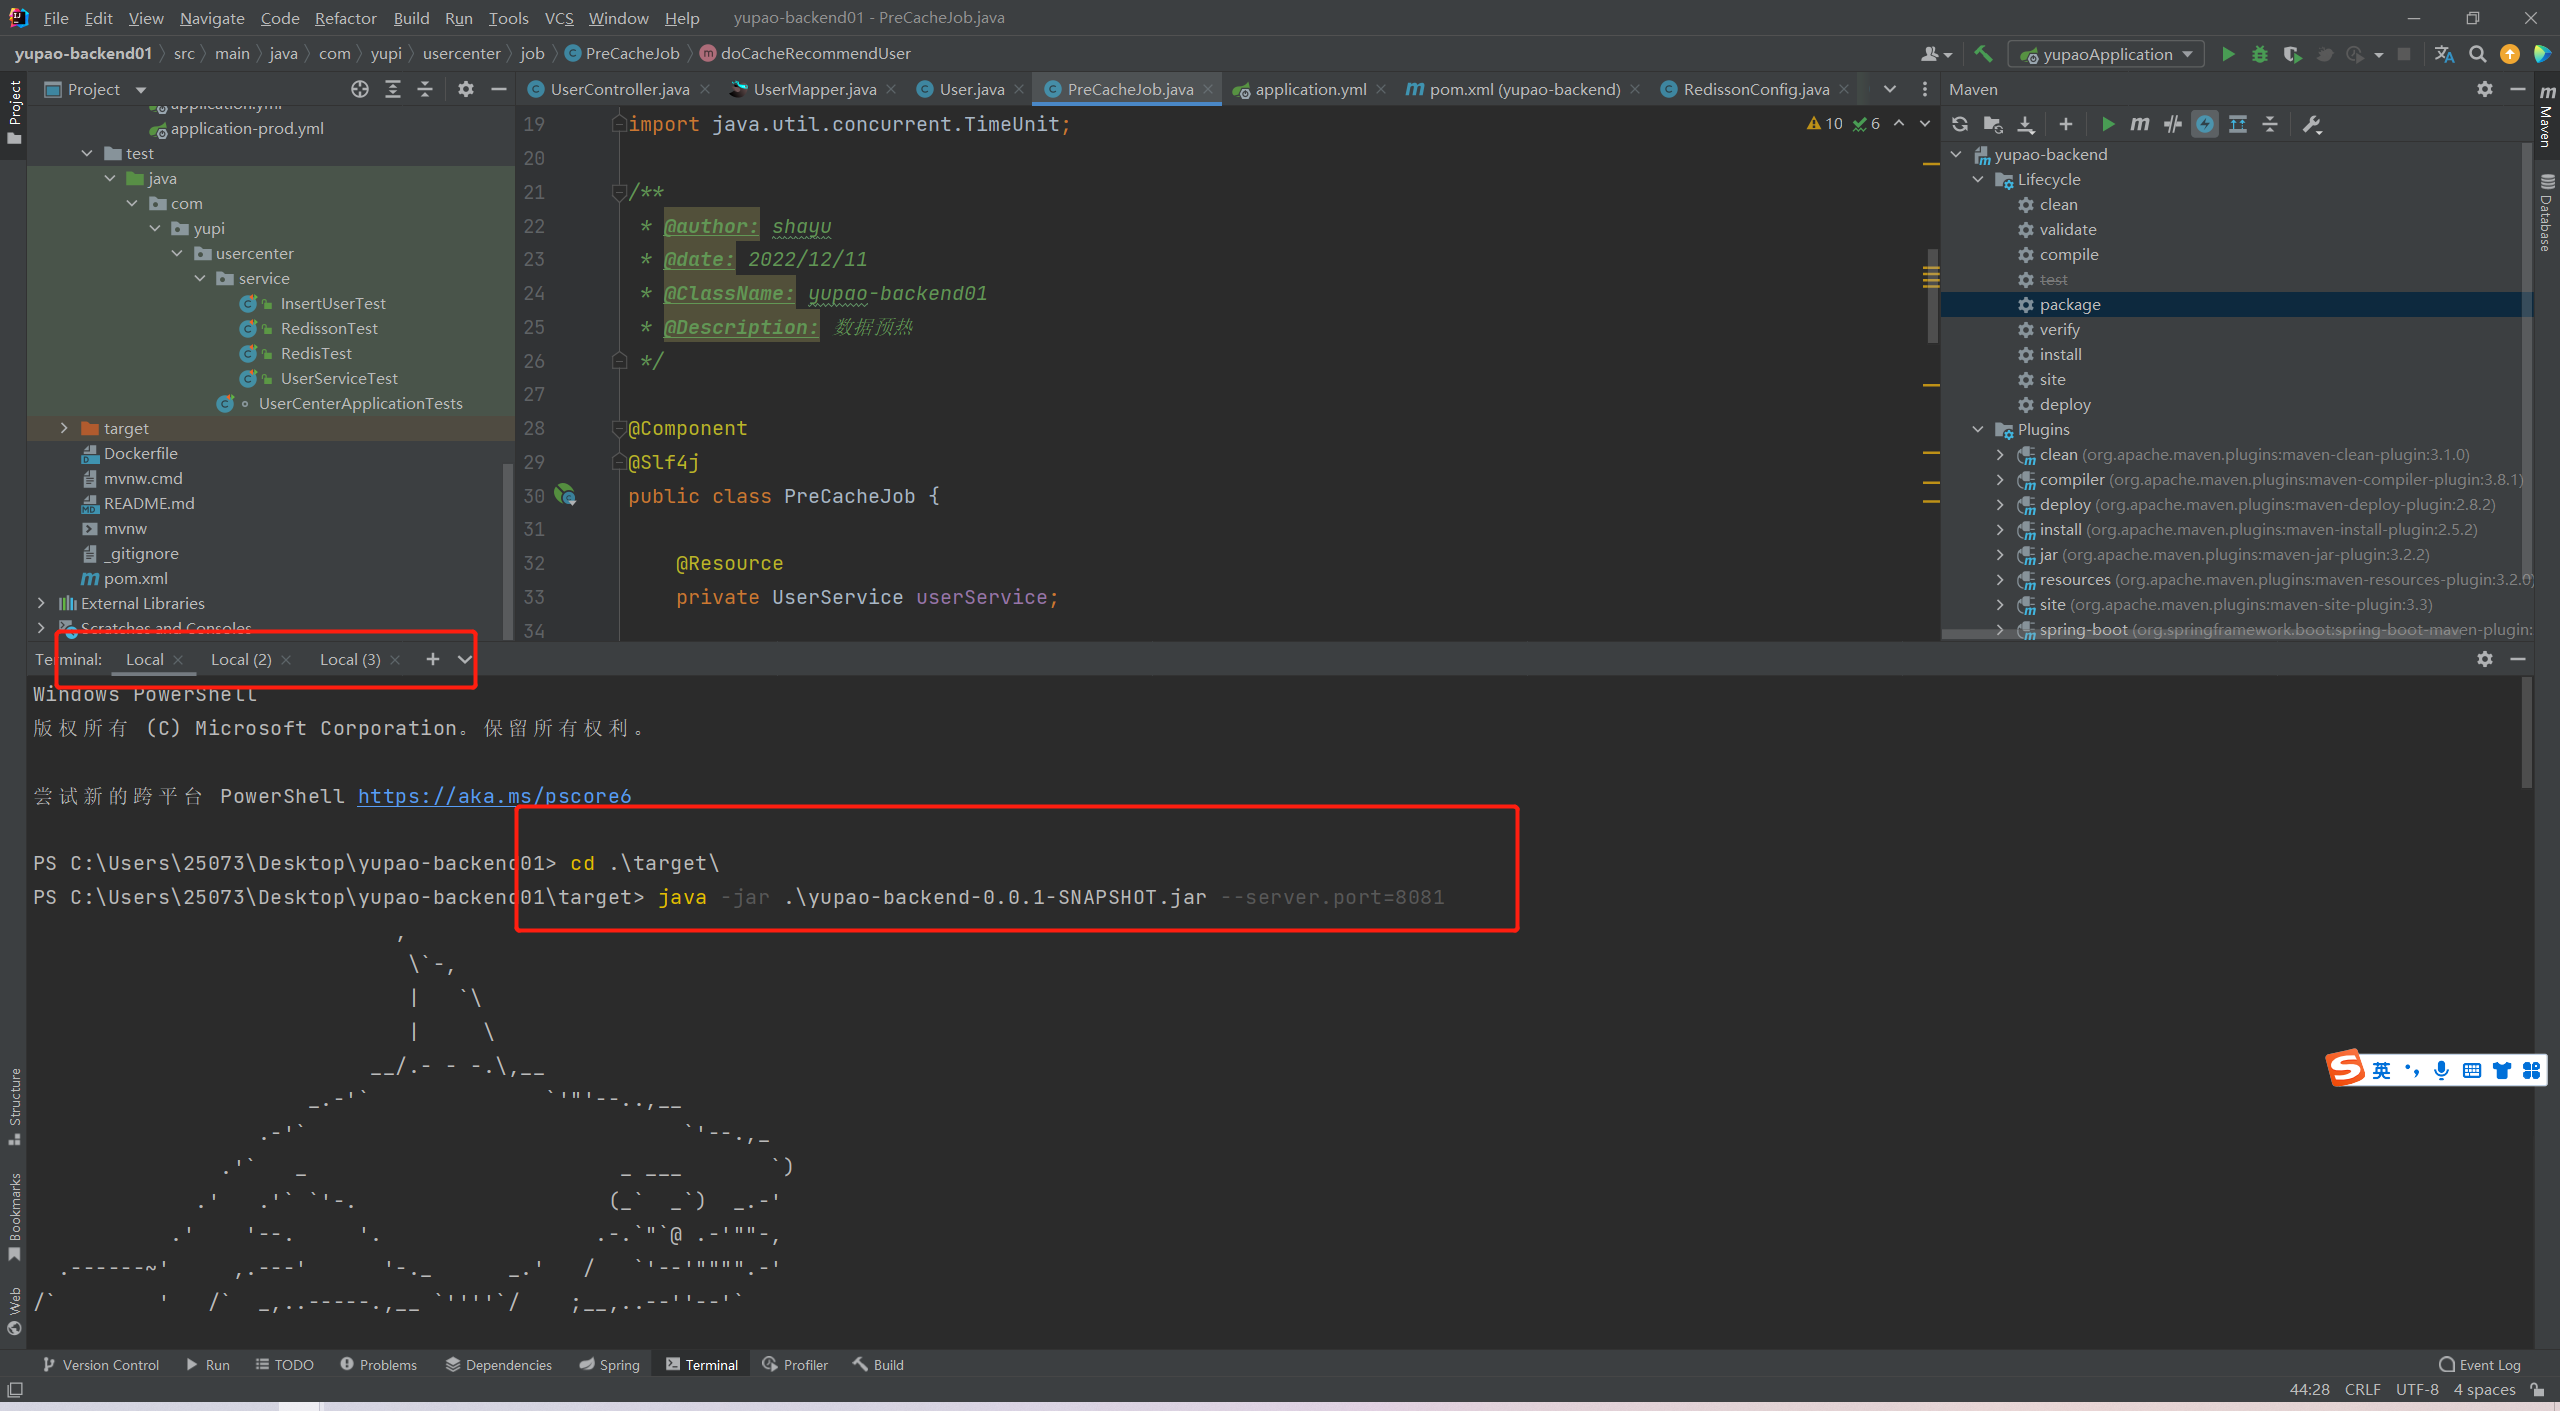 File Edit View Navigate Code Refactor Build Run Tools VCS Window Help yupao-backend01 - PreCacheJob.java
yupao-backend01 src main java com yupi usercenter job PreCacheJob doCacheRecommendUser
yupaoApplication
Project
UserController.java UserMapper.java User.java PreCacheJob.java application.yml pom.xml (yupao-backend) RedissonConfig.java
Project
application.yml
application-prod.yml
test
java
com
yupi
usercenter
service
InsertUserTest
RedissonTest
RedisTest
UserServiceTest
UserCenterApplicationTests
target
Dockerfile
mvnw.cmd
README.md
mvnw
_gitignore
pom.xml
External Libraries
Scratches and Consoles
10 6
19 import java.util.concurrent.TimeUnit;
20
21 /**
22 * @author: shayu
23 * @date: 2022/12/11
24 * @ClassName: yupao-backend01
25 * @Description: 数据预热
26 */
27
28 @Component
29 @Slf4j
30 public class PreCacheJob {
31
32 @Resource
33 private UserService userService;
34
Maven
yupao-backend
Lifecycle
clean
validate
compile
test
package
verify
install
site
deploy
Plugins
clean (org.apache.maven.plugins:maven-clean-plugin:3.1.0)
compiler (org.apache.maven.plugins:maven-compiler-plugin:3.8.1)
deploy (org.apache.maven.plugins:maven-deploy-plugin:2.8.2)
install (org.apache.maven.plugins:maven-install-plugin:2.5.2)
jar (org.apache.maven.plugins:maven-jar-plugin:3.2.2)
resources (org.apache.maven.plugins:maven-resources-plugin:3.2.0)
site (org.apache.maven.plugins:maven-site-plugin:3.3)
spring-boot (org.springframework.boot:spring-boot-maven-plugin:
Maven
Database
Terminal: Local Local (2) Local (3)
Windows PowerShell
版权所有 (C) Microsoft Corporation。保留所有权利。
尝试新的跨平台 PowerShell https://aka.ms/pscore6
PS C:\Users\25073\Desktop\yupao-backend01> cd .\target\
PS C:\Users\25073\Desktop\yupao-backend01\target> java -jar .\yupao-backend-0.0.1-SNAPSHOT.jar --server.port=8081
英
Structure
Bookmarks
Web
Version Control Run TODO Problems Dependencies Spring Terminal Profiler Build Event Log
44:28 CRLF UTF-8 4 spaces